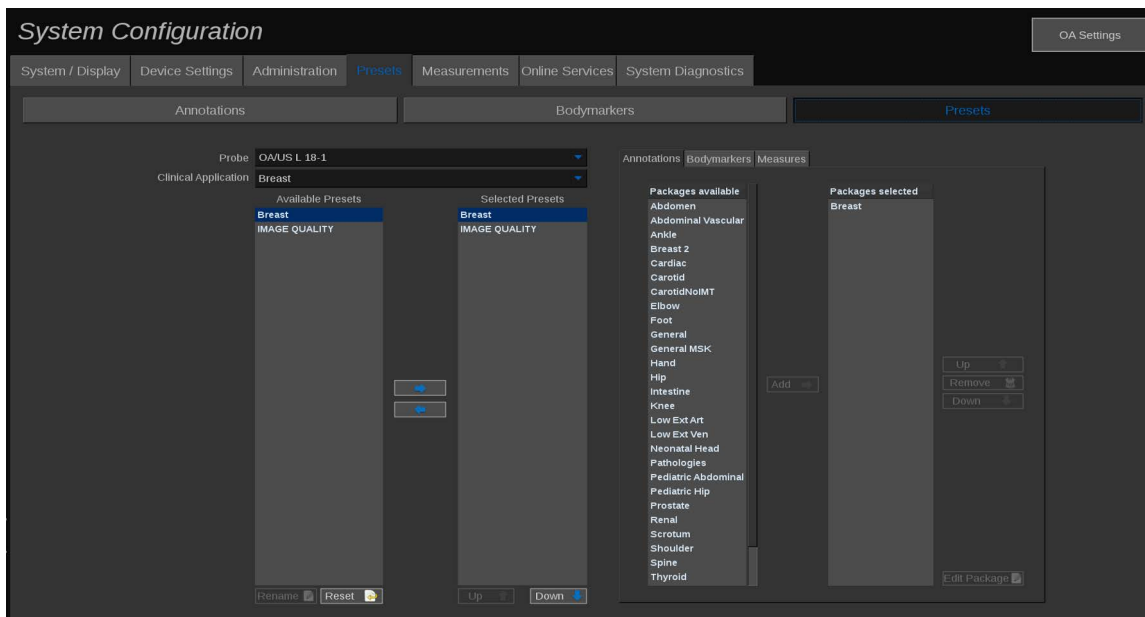 System Configuration
OA Settings
System / Display Device Settings Administration Presets Measurements Online Services System Diagnostics
Annotations Bodymarkers Presets
Probe OA/US L 18-1
Clinical Application Breast
Available Presets Selected Presets
Breast Breast
IMAGE QUALITY IMAGE QUALITY
Rename Reset Up Down
Annotations Bodymarkers Measures
Packages available
Abdomen
Abdominal Vascular
Ankle
Breast 2
Cardiac
Carotid
CarotidNoIMT
Elbow
Foot
General
General MSK
Hand
Hip
Intestine
Knee
Low Ext Art
Low Ext Ven
Neonatal Head
Pathologies
Pediatric Abdominal
Pediatric Hip
Prostate
Renal
Scrotum
Shoulder
Spine
Thyroid
Add
Packages selected
Breast
Up
Remove
Down
Edit Package